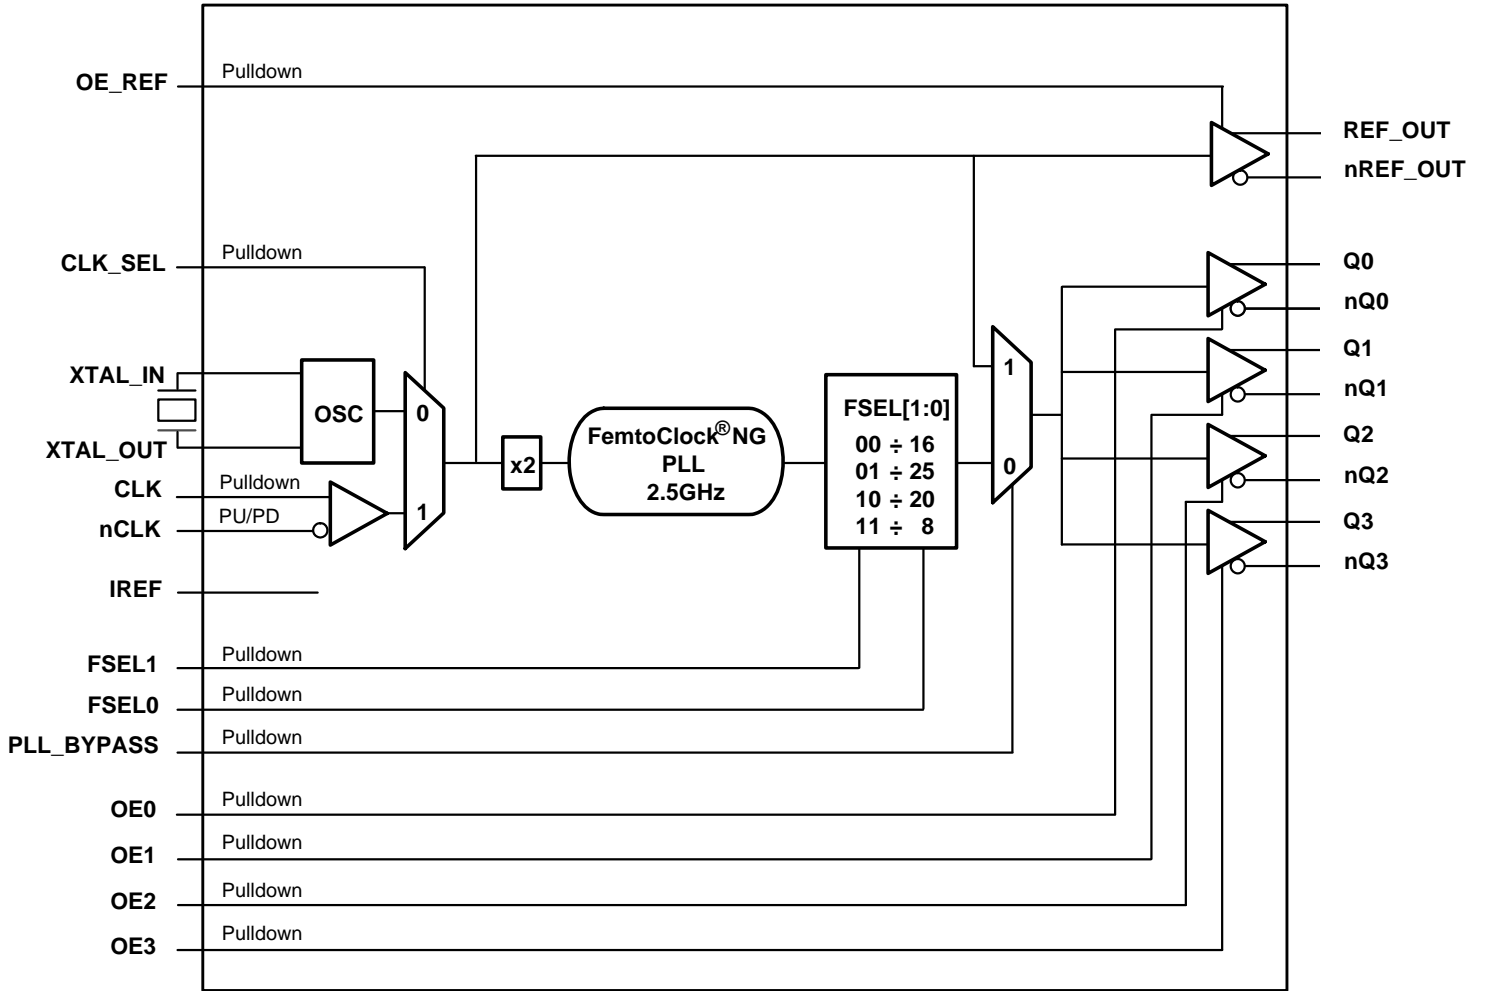 OE_REF
Pulldown
REF_OUT
nREF_OUT
CLK_SEL
Pulldown
Q0
nQ0
Q1
nQ1
Q2
nQ2
Q3
nQ3
XTAL_IN
XTAL_OUT
OSC
0
1
CLK
Pulldown
nCLK
PU/PD
x2
FemtoClock® NG
PLL
2.5GHz
FSEL[1:0]
00 ÷ 16
01 ÷ 25
10 ÷ 20
11 ÷ 8
1
0
IREF
FSEL1
Pulldown
FSEL0
Pulldown
PLL_BYPASS
Pulldown
OE0
Pulldown
OE1
Pulldown
OE2
Pulldown
OE3
Pulldown